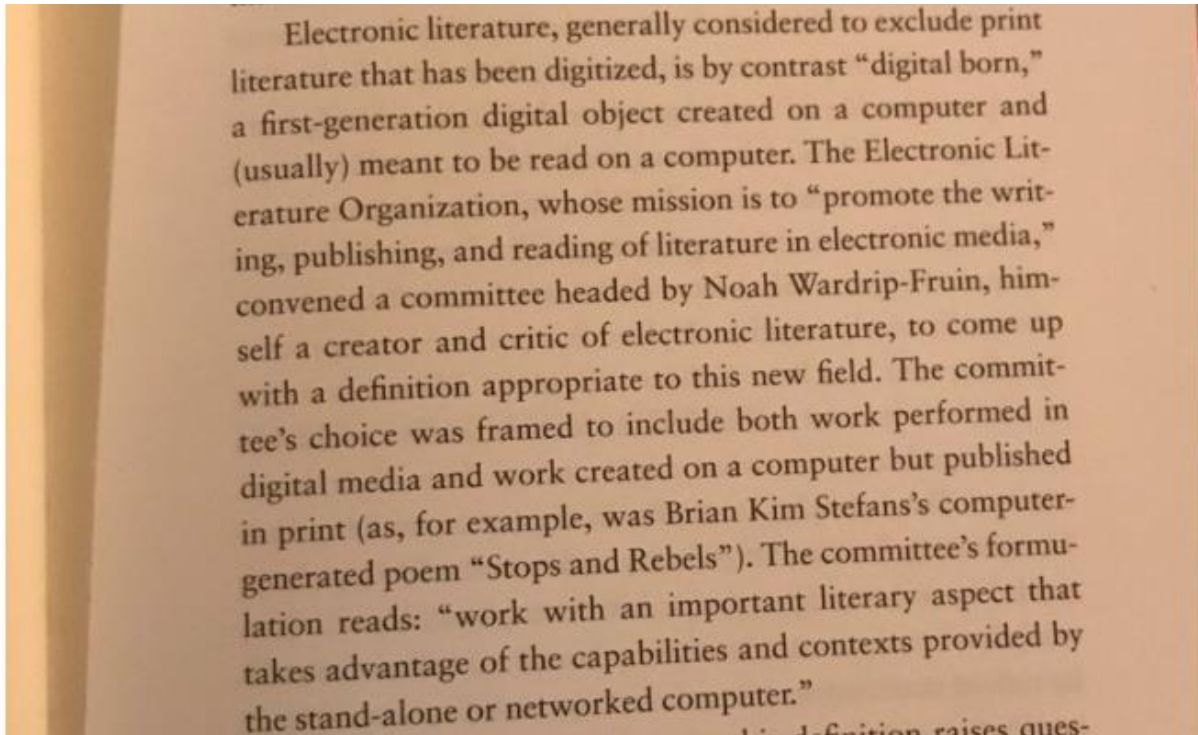 Electronic literature, generally considered to exclude print
literature that has been digitized, is by contrast “digital born,”
a first-generation digital object created on a computer and
(usually) meant to be read on a computer. The Electronic Lit-
erature Organization, whose mission is to “promote the writ-
ing, publishing, and reading of literature in electronic media,”
convened a committee headed by Noah Wardrip-Fruin, him-
self a creator and critic of electronic literature, to come up
with a definition appropriate to this new field. The commit-
tee’s choice was framed to include both work performed in
digital media and work created on a computer but published
in print (as, for example, was Brian Kim Stefans’s computer-
generated poem “Stops and Rebels”). The committee’s formu-
lation reads: “work with an important literary aspect that
takes advantage of the capabilities and contexts provided by
the stand-alone or networked computer.”
definition raises ques-